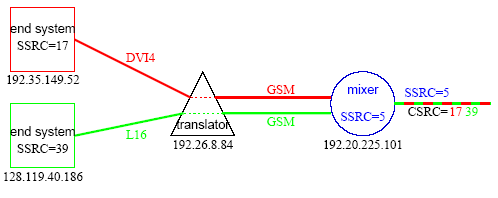 end system
SSRC=17
192.35.149.52
DVI4
end system
SSRC=39
128.119.40.186
L16
translator
192.26.8.84
GSM
GSM
mixer
SSRC=5
192.20.225.101
SSRC=5
CSRC=17 39